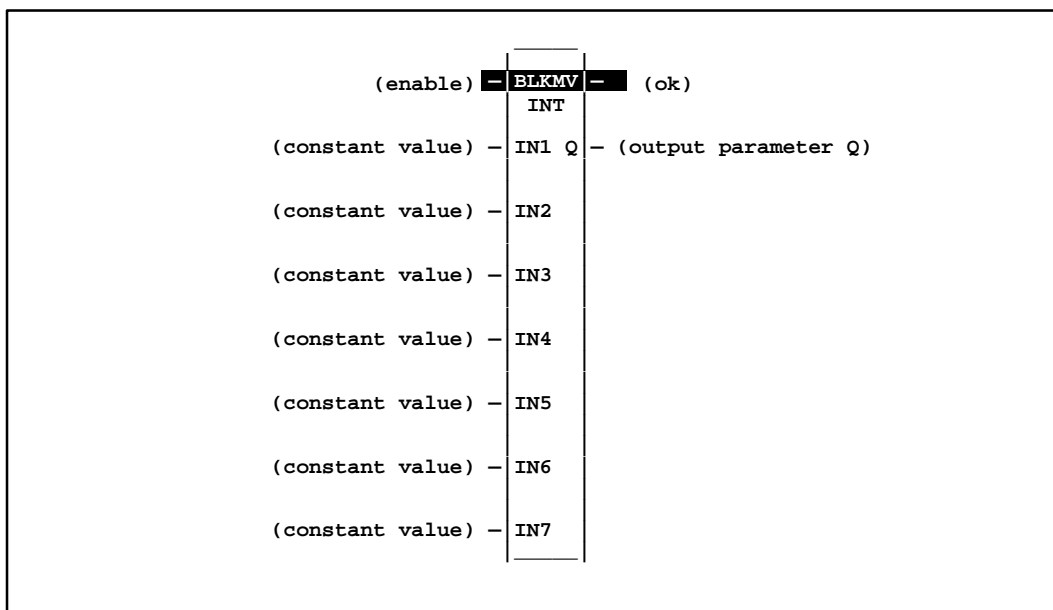 (enable) — BLKMV — (ok)
INT
(constant value) — IN1 Q — (output parameter Q)
(constant value) — IN2
(constant value) — IN3
(constant value) — IN4
(constant value) — IN5
(constant value) — IN6
(constant value) — IN7